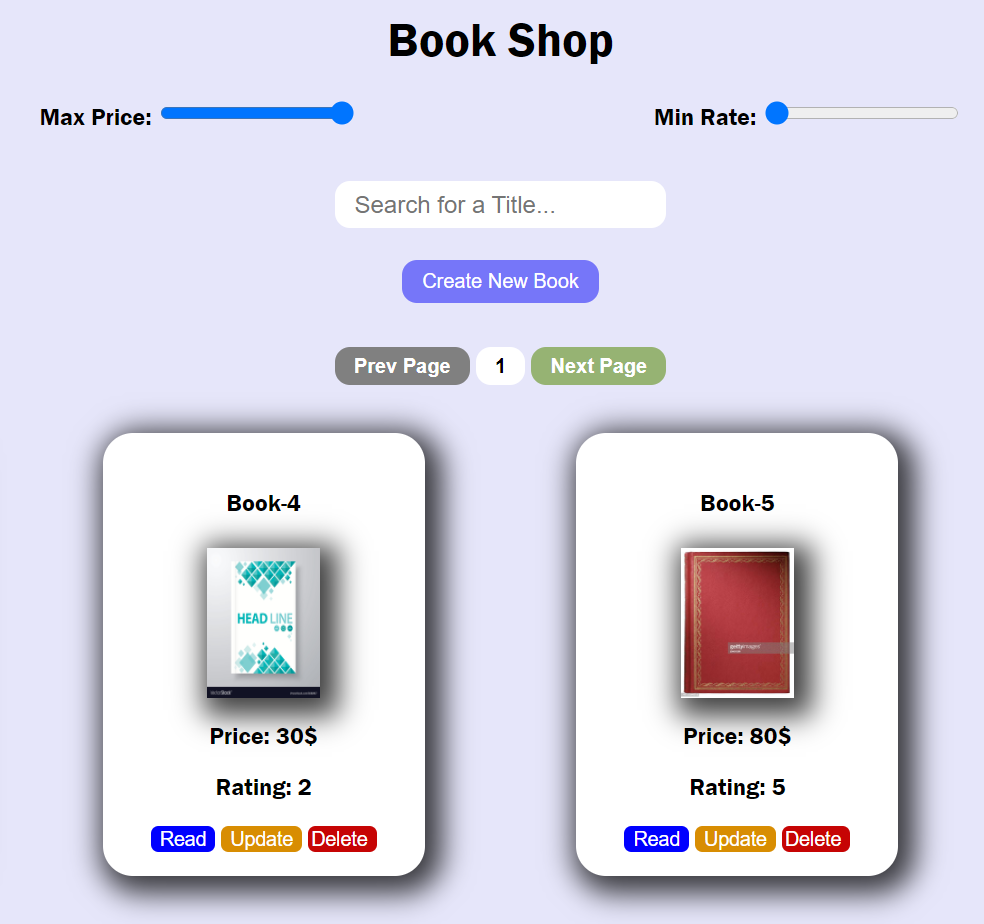 Book Shop
Max Price:
Min Rate:
Search for a Title...
Create New Book
Prev Page 1 Next Page
Book-4
HEAD LINE
VectorStock
Price: 30$
Rating: 2
Read Update Delete
Book-5
gettyimages
Price: 80$
Rating: 5
Read Update Delete